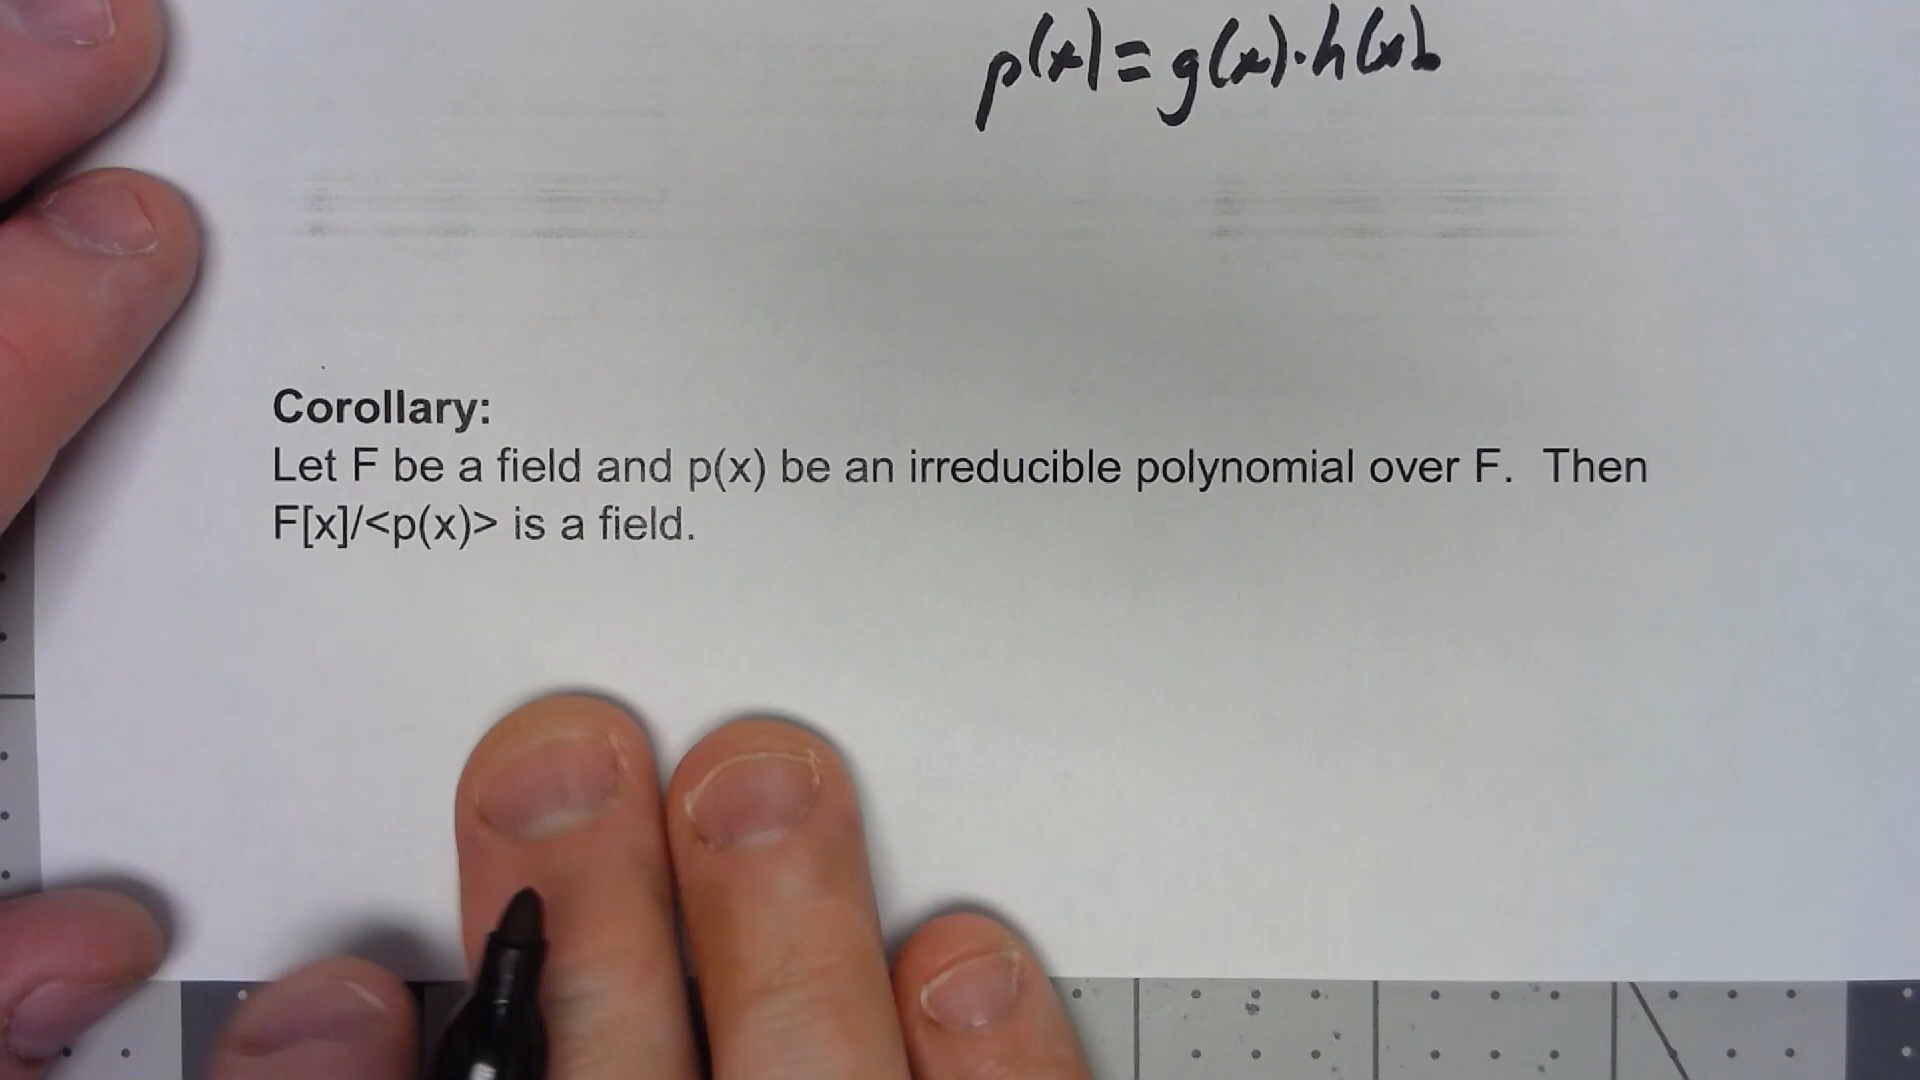 p(x) = g(x)·h(x).
Corollary:
Let F be a field and p(x) be an irreducible polynomial over F. Then
F[x]/<p(x)> is a field.